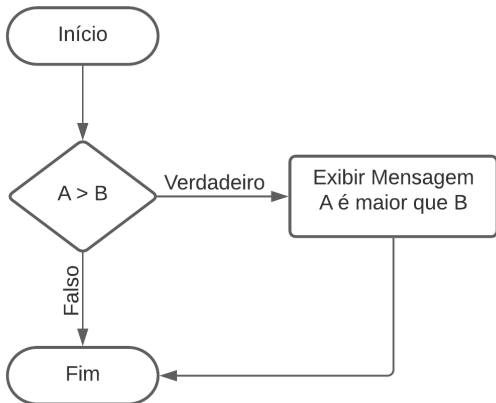 Início
A > B
Verdadeiro
Exibir Mensagem
A é maior que B
Falso
Fim